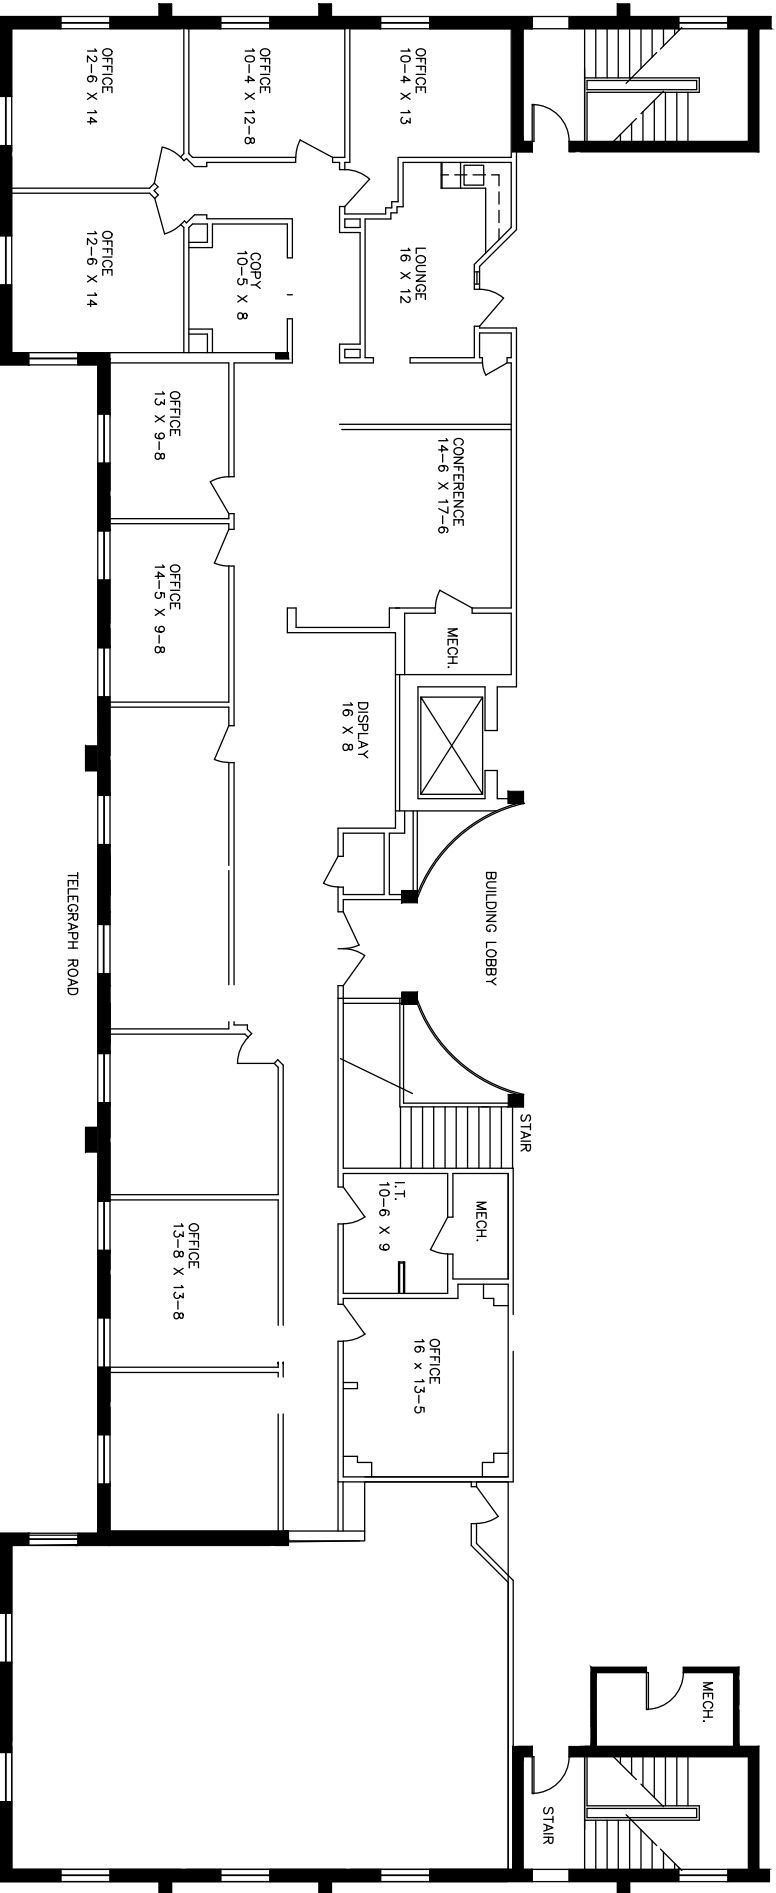 OFFICE
12-6 X 14
OFFICE
10-4 X 12-8
OFFICE
10-4 X 13
OFFICE
12-6 X 14
COPY
10-5 X 8
LOUNGE
16 X 12
OFFICE
13 X 9-8
CONFERENCE
14-6 X 17-6
OFFICE
14-5 X 9-8
MECH.
DISPLAY
16 X 8
TELEGRAPH ROAD
BUILDING LOBBY
STAIR
I.T.
10-6 X 9
MECH.
OFFICE
13-8 X 13-8
OFFICE
16 x 13-5
MECH.
STAIR